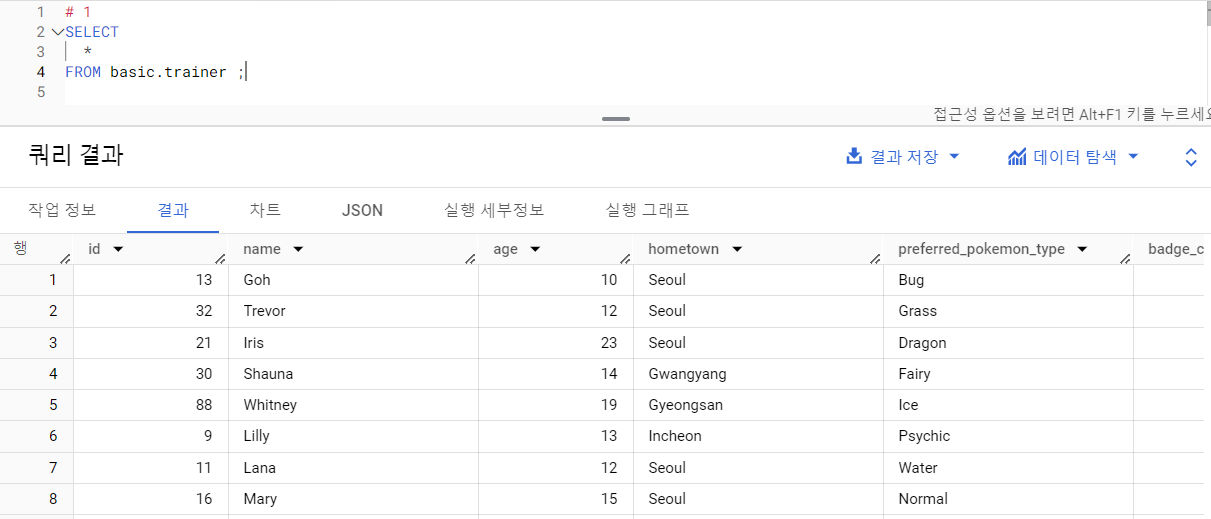 1 # 1
2 SELECT
3 *
4 FROM basic.trainer ;
5
접근성 옵션을 보려면 Alt+F1 키를 누르세요
쿼리 결과 결과 저장 데이터 탐색
작업 정보 결과 차트 JSON 실행 세부정보 실행 그래프
행 id name age hometown preferred_pokemon_type badge_c
1 13 Goh 10 Seoul Bug
2 32 Trevor 12 Seoul Grass
3 21 Iris 23 Seoul Dragon
4 30 Shauna 14 Gwangyang Fairy
5 88 Whitney 19 Gyeongsan Ice
6 9 Lilly 13 Incheon Psychic
7 11 Lana 12 Seoul Water
8 16 Mary 15 Seoul Normal